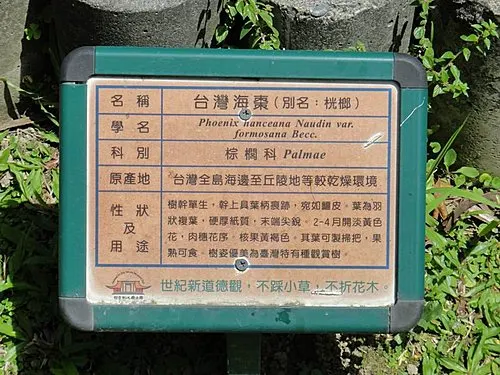 名稱 台灣海棗(別名：桄榔)
學名 Phoenix hanceana Naudin var.
formosana Becc.
科別 棕櫚科 Palmae
原產地 台灣全島海邊至丘陵地等較乾燥環境
性狀及用途
樹幹單生，幹上具葉柄痕跡，宛如鱷皮。葉為羽
狀複葉，硬厚紙質，末端尖銳。2-4月開淡黃色
花，肉穗花序。核果黃褐色。其葉可製掃把，果
熟可食。樹姿優美為臺灣特有種觀賞樹
世紀新道德觀，不踩小草，不折花木。